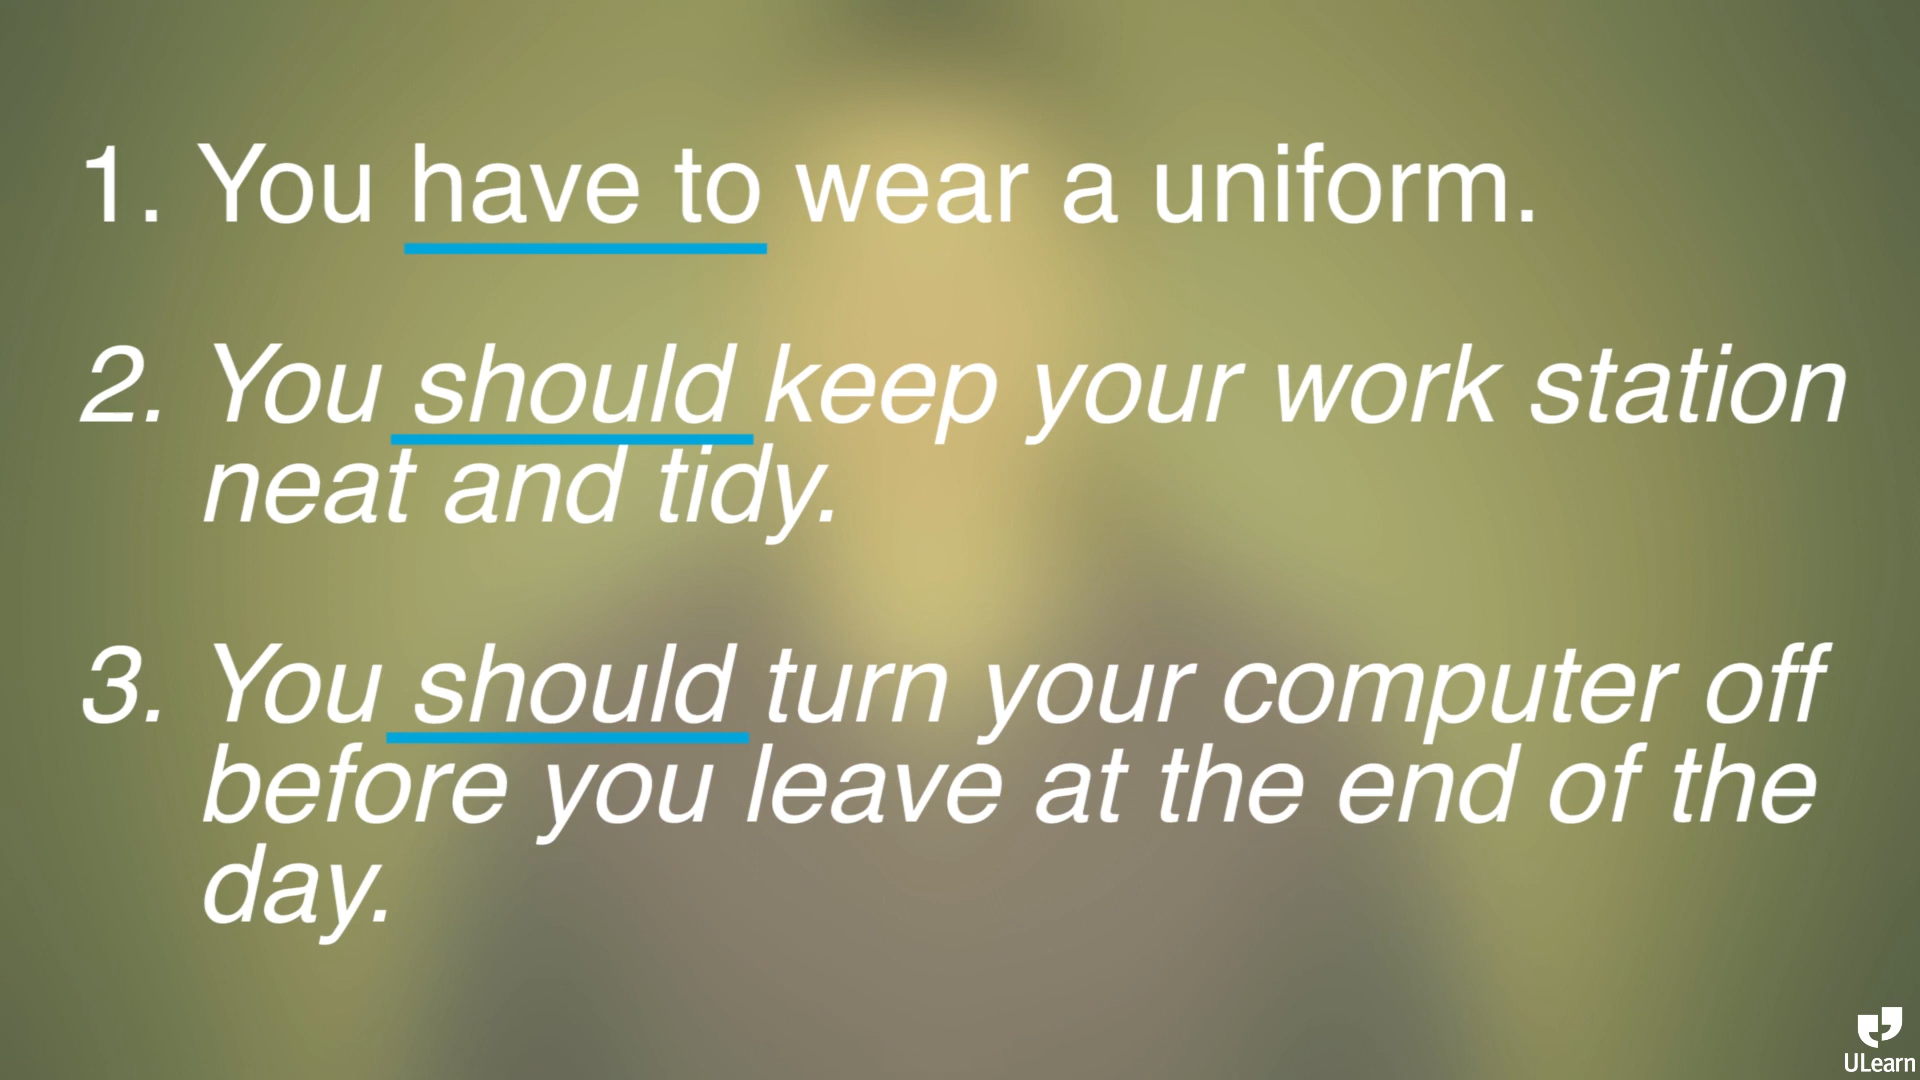 1. You have to wear a uniform.
2. You should keep your work station
neat and tidy.
3. You should turn your computer off
before you leave at the end of the
day.
ULearn